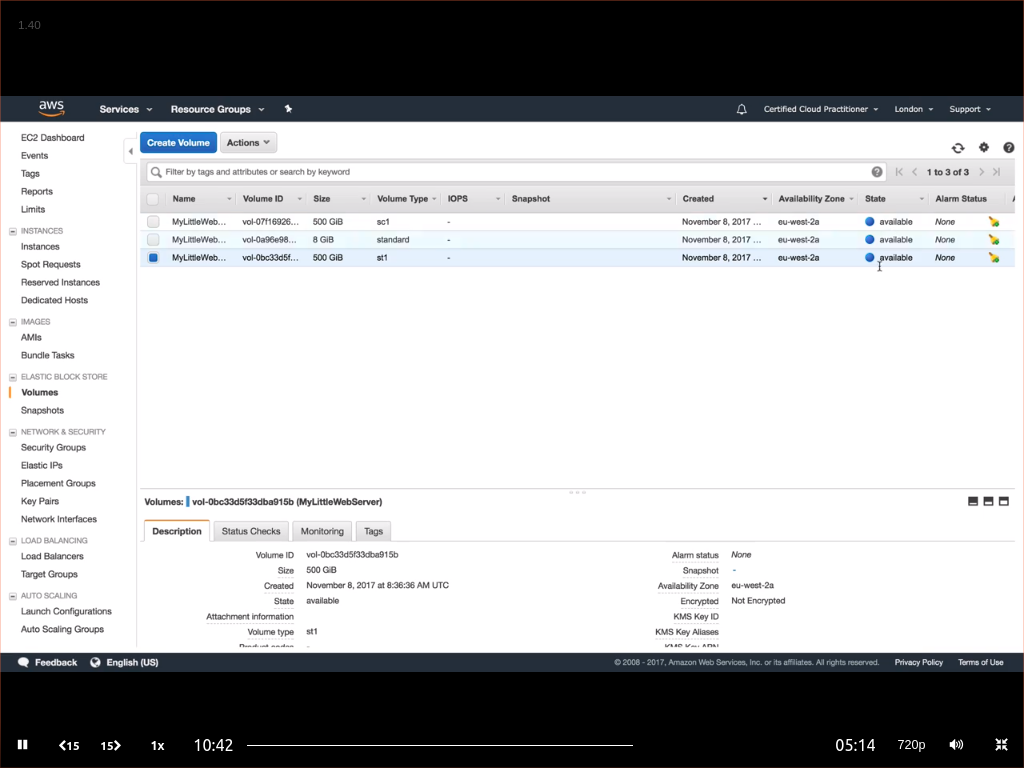 1.40
aws Services Resource Groups Certified Cloud Practitioner London Support
EC2 Dashboard
Events
Tags
Reports
Limits
INSTANCES
Instances
Spot Requests
Reserved Instances
Dedicated Hosts
IMAGES
AMIs
Bundle Tasks
ELASTIC BLOCK STORE
Volumes
Snapshots
NETWORK & SECURITY
Security Groups
Elastic IPs
Placement Groups
Key Pairs
Network Interfaces
LOAD BALANCING
Load Balancers
Target Groups
AUTO SCALING
Launch Configurations
Auto Scaling Groups
Create Volume Actions
Filter by tags and attributes or search by keyword 1 to 3 of 3
Name Volume ID Size Volume Type IOPS Snapshot Created Availability Zone State Alarm Status
MyLittleWeb... vol-07f16926... 500 GiB sc1 - November 8, 2017 ... eu-west-2a available None
MyLittleWeb... vol-0a96e98... 8 GiB standard - November 8, 2017 ... eu-west-2a available None
MyLittleWeb... vol-0bc33d5f... 500 GiB st1 - November 8, 2017 ... eu-west-2a available None
Volumes: vol-0bc33d5f33dba915b (MyLittleWebServer)
Description Status Checks Monitoring Tags
Volume ID vol-0bc33d5f33dba915b Alarm status None
Size 500 GiB Snapshot -
Created November 8, 2017 at 8:36:36 AM UTC Availability Zone eu-west-2a
State available Encrypted Not Encrypted
Attachment information KMS Key ID
Volume type st1 KMS Key Aliases
Product codes - KMS Key ARN
Feedback English (US) © 2008 - 2017, Amazon Web Services, Inc. or its affiliates. All rights reserved. Privacy Policy Terms of Use
15 15 1x 10:42 05:14 720p